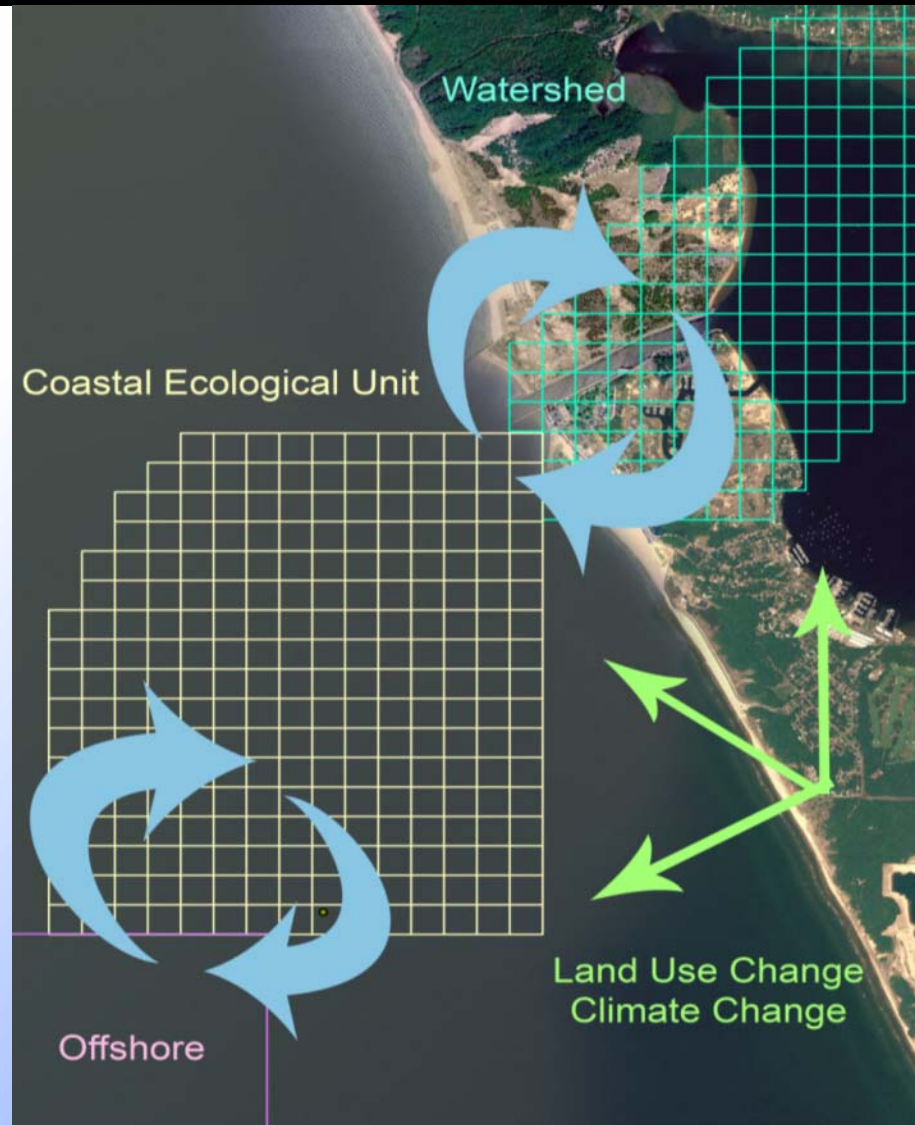 Watershed
Coastal Ecological Unit
Land Use Change
Climate Change
Offshore